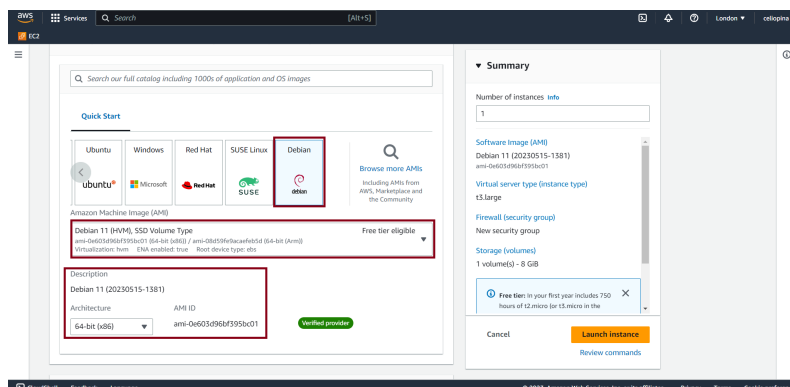 aws
Services
Search
[Alt+S]
London ▼
celiopina
EC2
Search our full catalog including 1000s of application and OS images
Quick Start
Ubuntu
Windows
Red Hat
SUSE Linux
Debian
ubuntu®
Microsoft
Red Hat
SUSE
debian
Browse more AMIs
Including AMIs from
AWS, Marketplace and
the Community
Amazon Machine Image (AMI)
Debian 11 (HVM), SSD Volume Type
Free tier eligible
ami-0e603d96bf395bc01 (64-bit (x86)) / ami-08d59fe9acaefeb5d (64-bit (Arm))
Virtualization: hvm ENA enabled: true Root device type: ebs
Description
Debian 11 (20230515-1381)
Architecture
AMI ID
64-bit (x86)
ami-0e603d96bf395bc01
Verified provider
▼ Summary
Number of instances Info
1
Software Image (AMI)
Debian 11 (20230515-1381)
ami-0e603d96bf395bc01
Virtual server type (instance type)
t3.large
Firewall (security group)
New security group
Storage (volumes)
1 volume(s) - 8 GiB
Free tier: In your first year includes 750
hours of t2.micro (or t3.micro in the
Cancel
Launch instance
Review commands